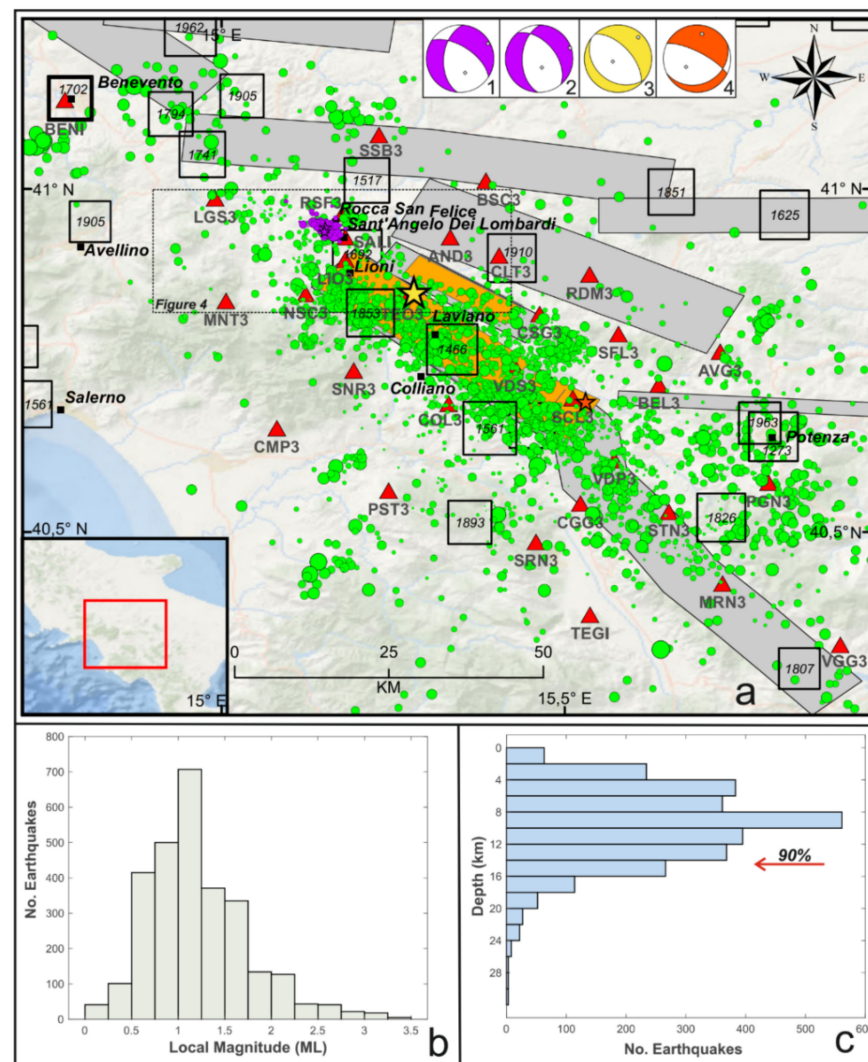 1962
15° E
1
2
3
4
N
W
E
S
1702
Benevento
BENI
1794
1905
1741
SSB3
1517
41° N
41° N
1851
1625
LGS3
RSF3
BSC3
Rocca San Felice
Sant'Angelo Dei Lombardi
1905
Avellino
SALI
AND3
1910
CLT3
RDM3
Lioni
LIO3
Figure 4
MNT3
NSC3
1853
TEO3
Laviano
CSG3
SFL3
1466
AVG3
SNR3
VDS3
Colliano
BEL3
1561
Salerno
COL3
SCL3
1561
1963
Potenza
1273
CMP3
VDP3
PGN3
PST3
CGG3
1893
STN3
1826
40,5° N
40,5° N
SRN3
MRN3
TEGI
VGG3
1807
0
25
50
KM
15° E
15,5° E
a
No. Earthquakes
800
700
600
500
400
300
200
100
0
0
0.5
1
1.5
2
2.5
3
3.5
Local Magnitude (ML)
b
Depth (km)
0
4
8
12
16
20
24
28
90%
0
100
200
300
400
500
600
No. Earthquakes
c